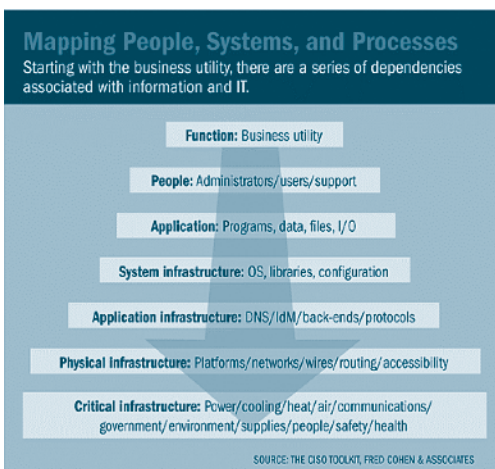 Mapping People, Systems, and Processes
Starting with the business utility, there are a series of dependencies
associated with information and IT.
Function: Business utility
People: Administrators/users/support
Application: Programs, data, files, I/O
System infrastructure: OS, libraries, configuration
Application infrastructure: DNS/IdM/back-ends/protocols
Physical infrastructure: Platforms/networks/wires/routing/accessibility
Critical infrastructure: Power/cooling/heat/air/communications/
government/environment/supplies/people/safety/health
SOURCE: THE CISO TOOLKIT, FRED COHEN & ASSOCIATES